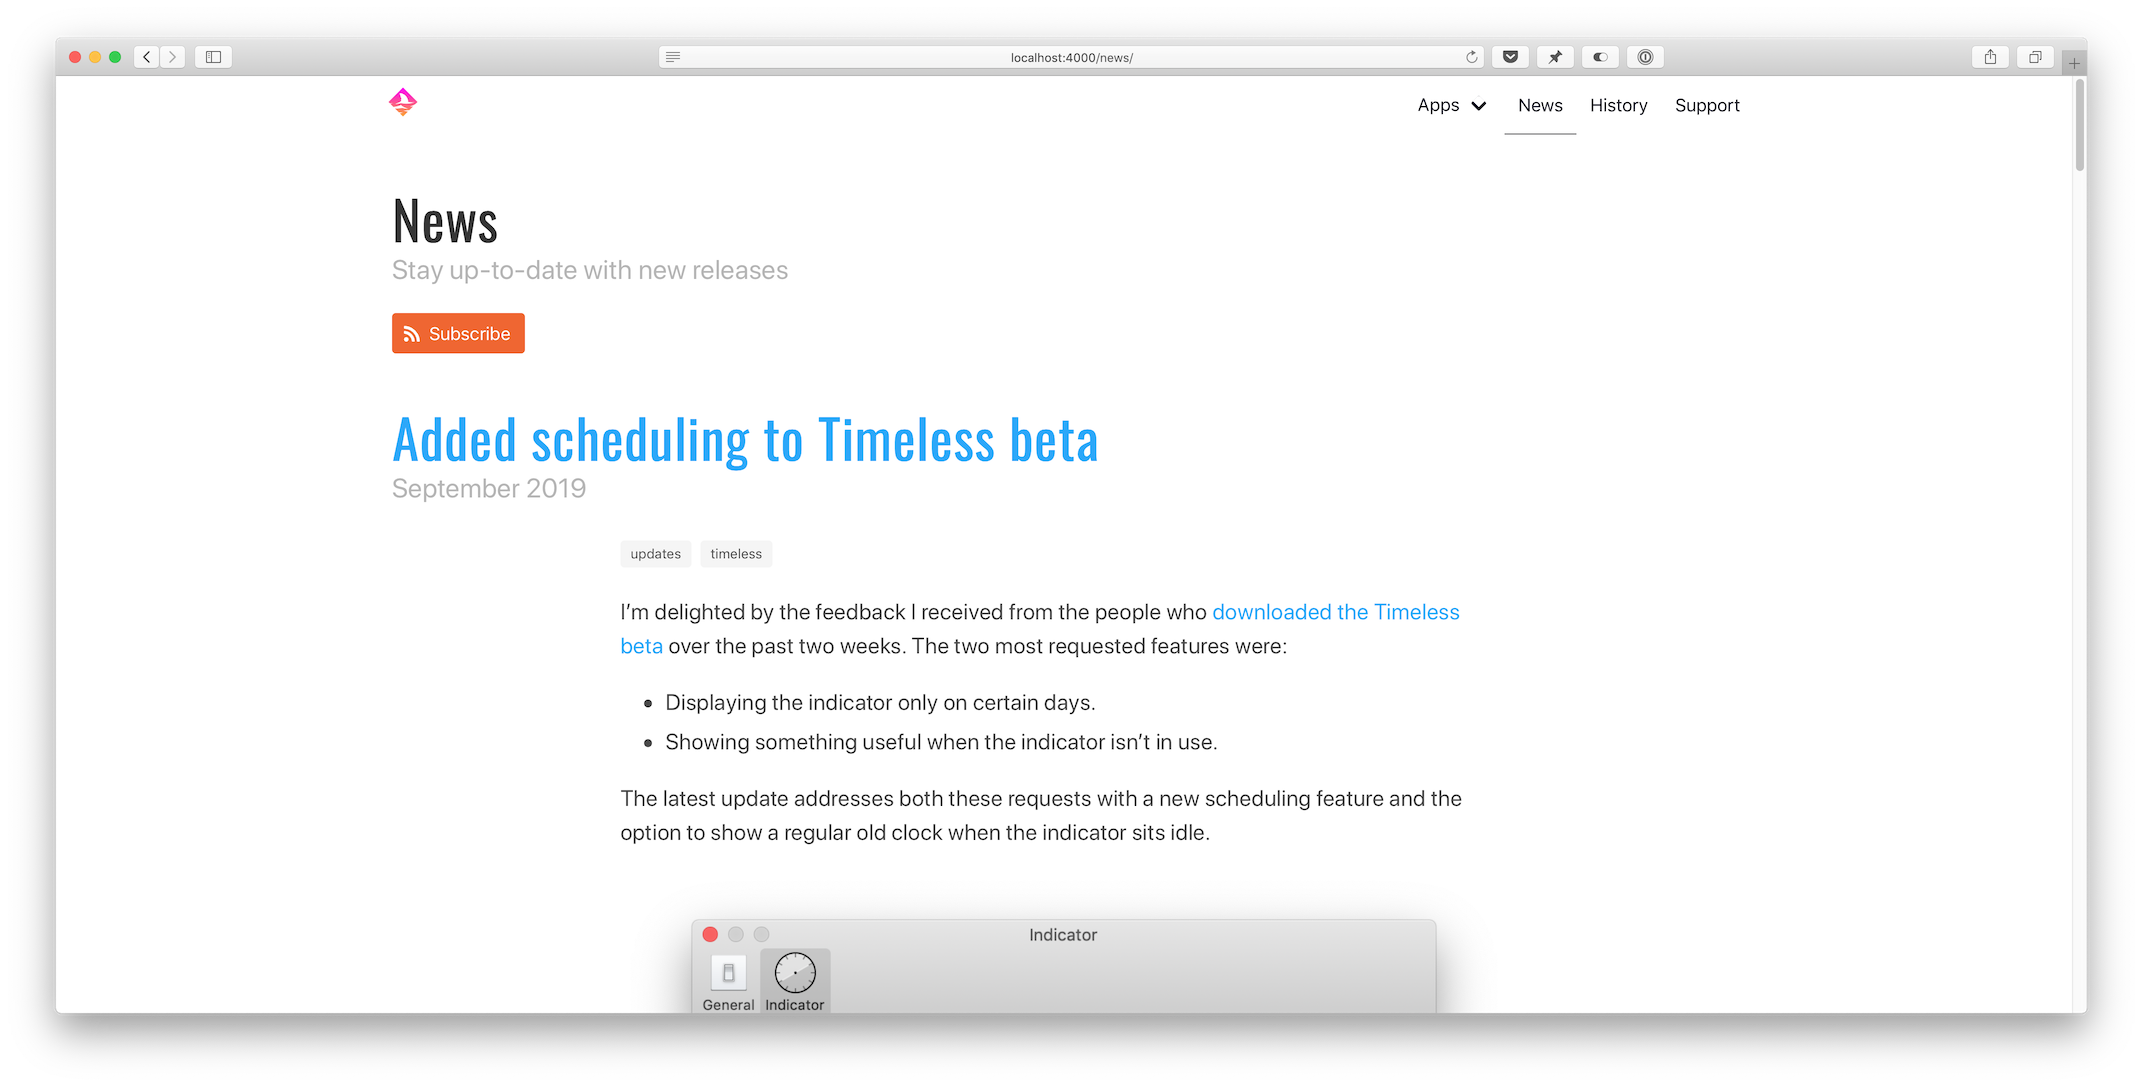 localhost:4000/news/
Apps News History Support
News
Stay up-to-date with new releases
Subscribe
Added scheduling to Timeless beta
September 2019
updates timeless
I’m delighted by the feedback I received from the people who downloaded the Timeless
beta over the past two weeks. The two most requested features were:
• Displaying the indicator only on certain days.
• Showing something useful when the indicator isn’t in use.
The latest update addresses both these requests with a new scheduling feature and the
option to show a regular old clock when the indicator sits idle.
Indicator
General Indicator